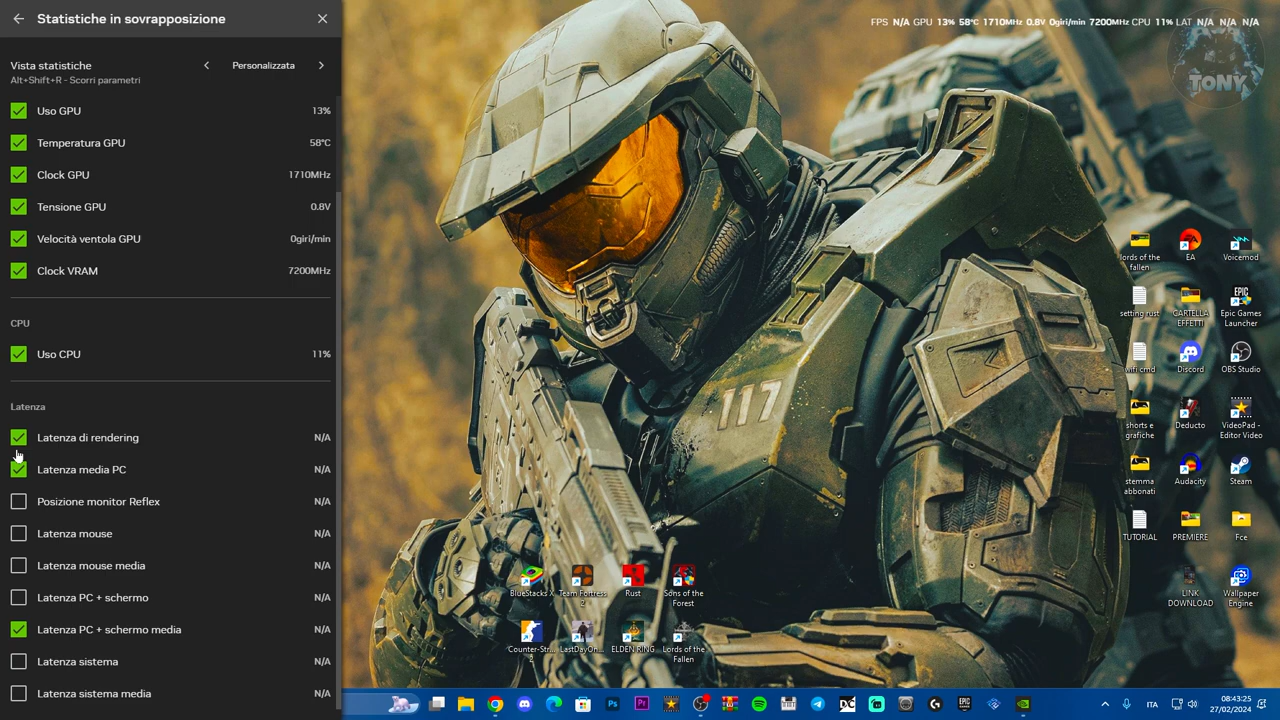 Statistiche in sovrapposizione
Vista statistiche
Personalizzata
Alt+Shift+R - Scorri parametri
Uso GPU 13%
Temperatura GPU 58°C
Clock GPU 1710MHz
Tensione GPU 0.8V
Velocità ventola GPU 0giri/min
Clock VRAM 7200MHz
CPU
Uso CPU 11%
Latenza
Latenza di rendering N/A
Latenza media PC N/A
Posizione monitor Reflex N/A
Latenza mouse N/A
Latenza mouse media N/A
Latenza PC + schermo N/A
Latenza PC + schermo media N/A
Latenza sistema N/A
Latenza sistema media N/A
FPS N/A GPU 13% 58°C 1710MHz 0.8V 0giri/min 7200MHz CPU 11% LAT N/A N/A N/A
TONY
117
lords of the
fallen
EA
Voicemod
setting rust
CARTELLA
EFFETTI
Epic Games
Launcher
wifi cmd
Discord
OBS Studio
shorts e
grafiche
Deducto
VideoPad -
Editor Video
stemma
abbonati
Audacity
Steam
TUTORIAL
PREMIERE
Fce
LINK
DOWNLOAD
Wallpaper
Engine
BlueStacks X
Team Fortress
2
Rust
Sons of the
Forest
Counter-Str...
2
LastDayOn...
ELDEN RING
Lords of the
Fallen
Ps
Pr
ITA
08:43:25
27/02/2024